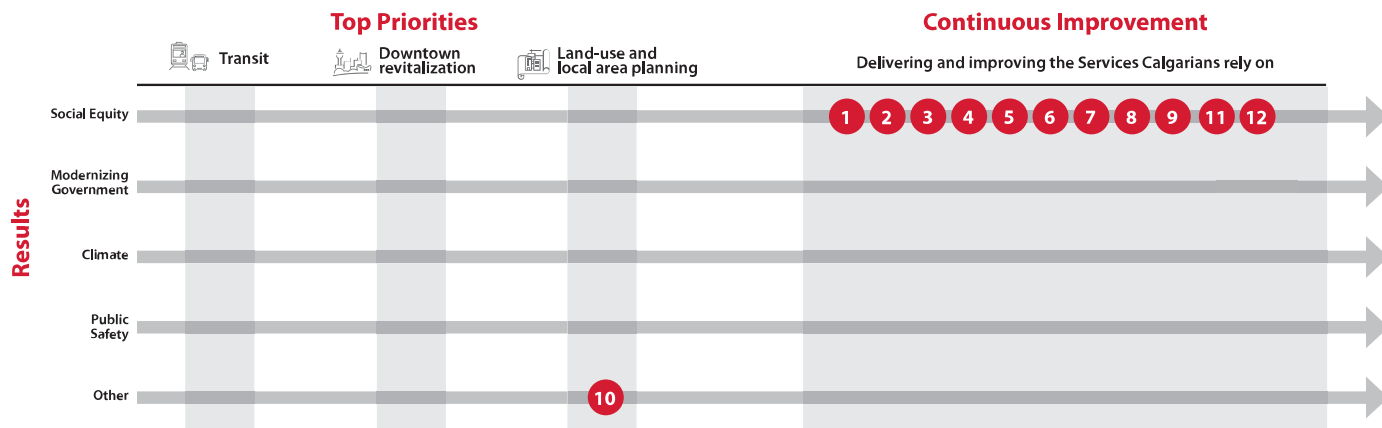 Top Priorities
Continuous Improvement
Transit
Downtown
revitalization
Land-use and
local area planning
Delivering and improving the Services Calgarians rely on
Results
Social Equity
1 2 3 4 5 6 7 8 9 11 12
Modernizing
Government
Climate
Public
Safety
Other
10